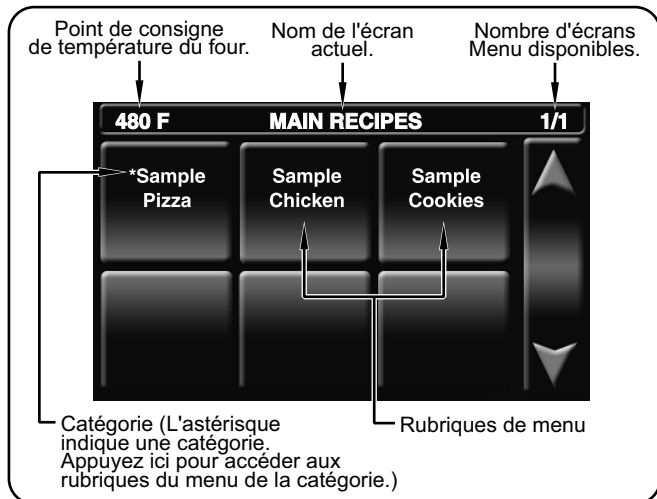 Point de consigne
de température du four.
Nom de l'écran
actuel.
Nombre d'écrans
Menu disponibles.
480 F
MAIN RECIPES
1/1
*Sample
Pizza
Sample
Chicken
Sample
Cookies
Catégorie (L'astérisque
indique une catégorie.
Appuyez ici pour accéder aux
rubriques du menu de la catégorie.)
Rubriques de menu